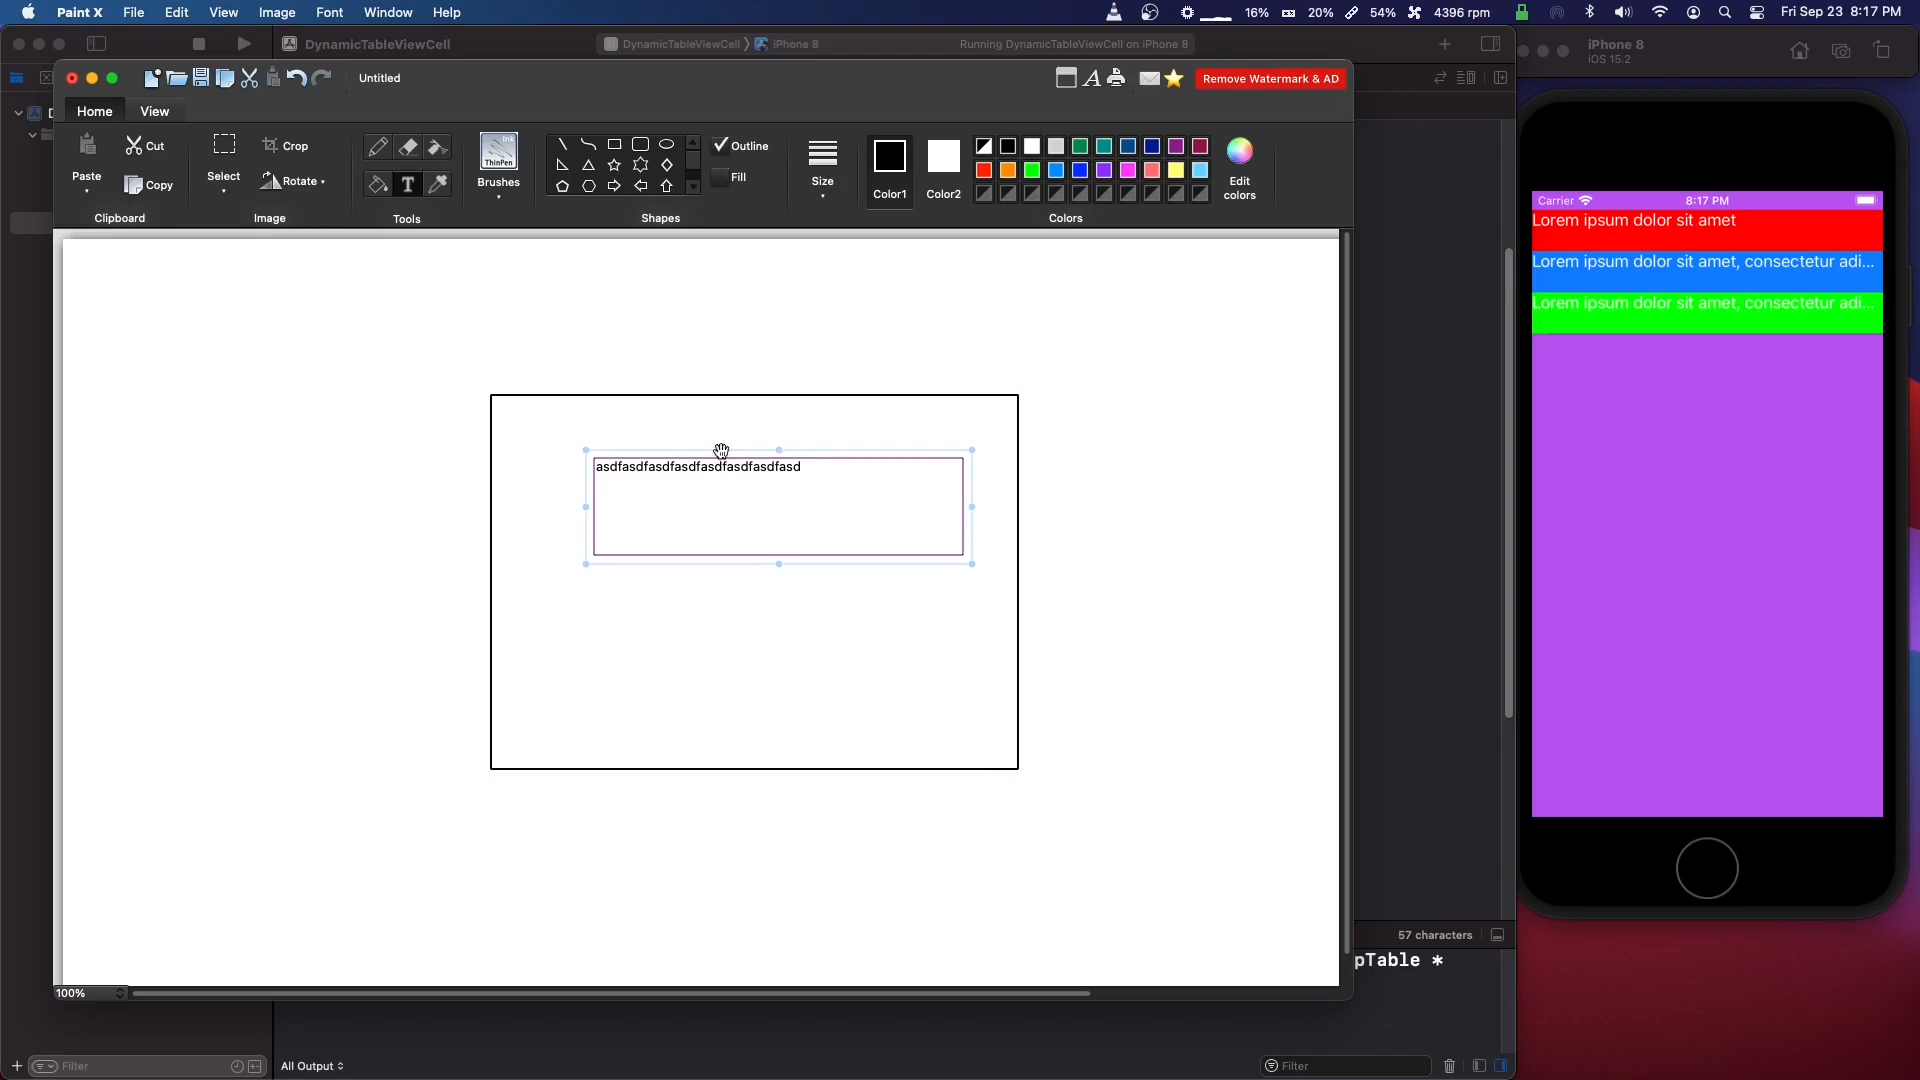 Paint X File Edit View Image Font Window Help
16% 20% 54% 4396 rpm Fri Sep 23 8:17 PM
DynamicTableViewCell DynamicTableViewCell iPhone 8 Running DynamicTableViewCell on iPhone 8
iPhone 8
iOS 15.2
Untitled
Remove Watermark & AD
Home View
Paste
Cut
Copy
Clipboard
Select
Crop
Rotate
Image
Tools
Ink
ThinPen
Brushes
Shapes
Outline
Fill
Size
Color1
Color2
Colors
Edit
colors
asdfasdfasdfasdfasdfasdfasdfasd
100%
57 characters
pTable *
Filter
All Output
Filter
Carrier 8:17 PM
Lorem ipsum dolor sit amet
Lorem ipsum dolor sit amet, consectetur adi...
Lorem ipsum dolor sit amet, consectetur adi...